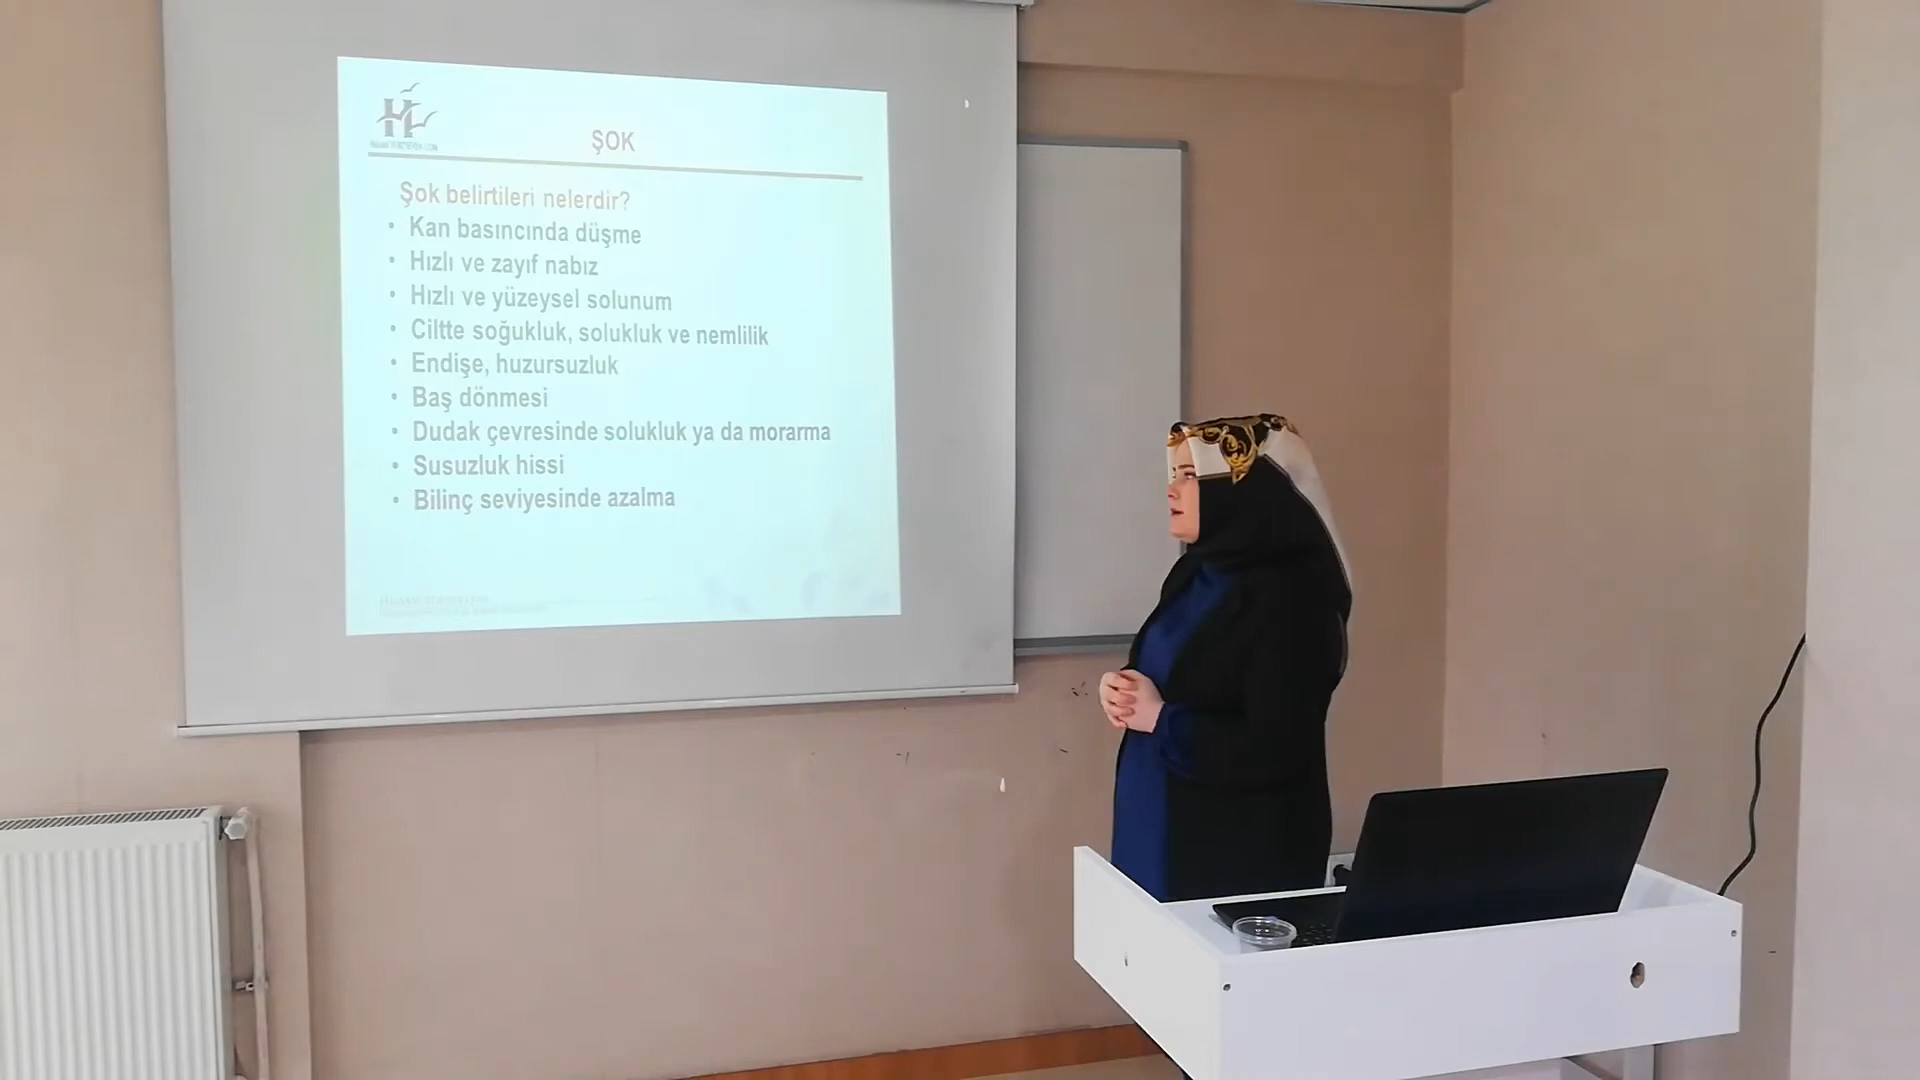 ŞOK
Şok belirtileri nelerdir?
• Kan basıncında düşme
• Hızlı ve zayıf nabız
• Hızlı ve yüzeysel solunum
• Ciltte soğukluk, solukluk ve nemlilik
• Endişe, huzursuzluk
• Baş dönmesi
• Dudak çevresinde solukluk ya da morarma
• Susuzluk hissi
• Bilinç seviyesinde azalma